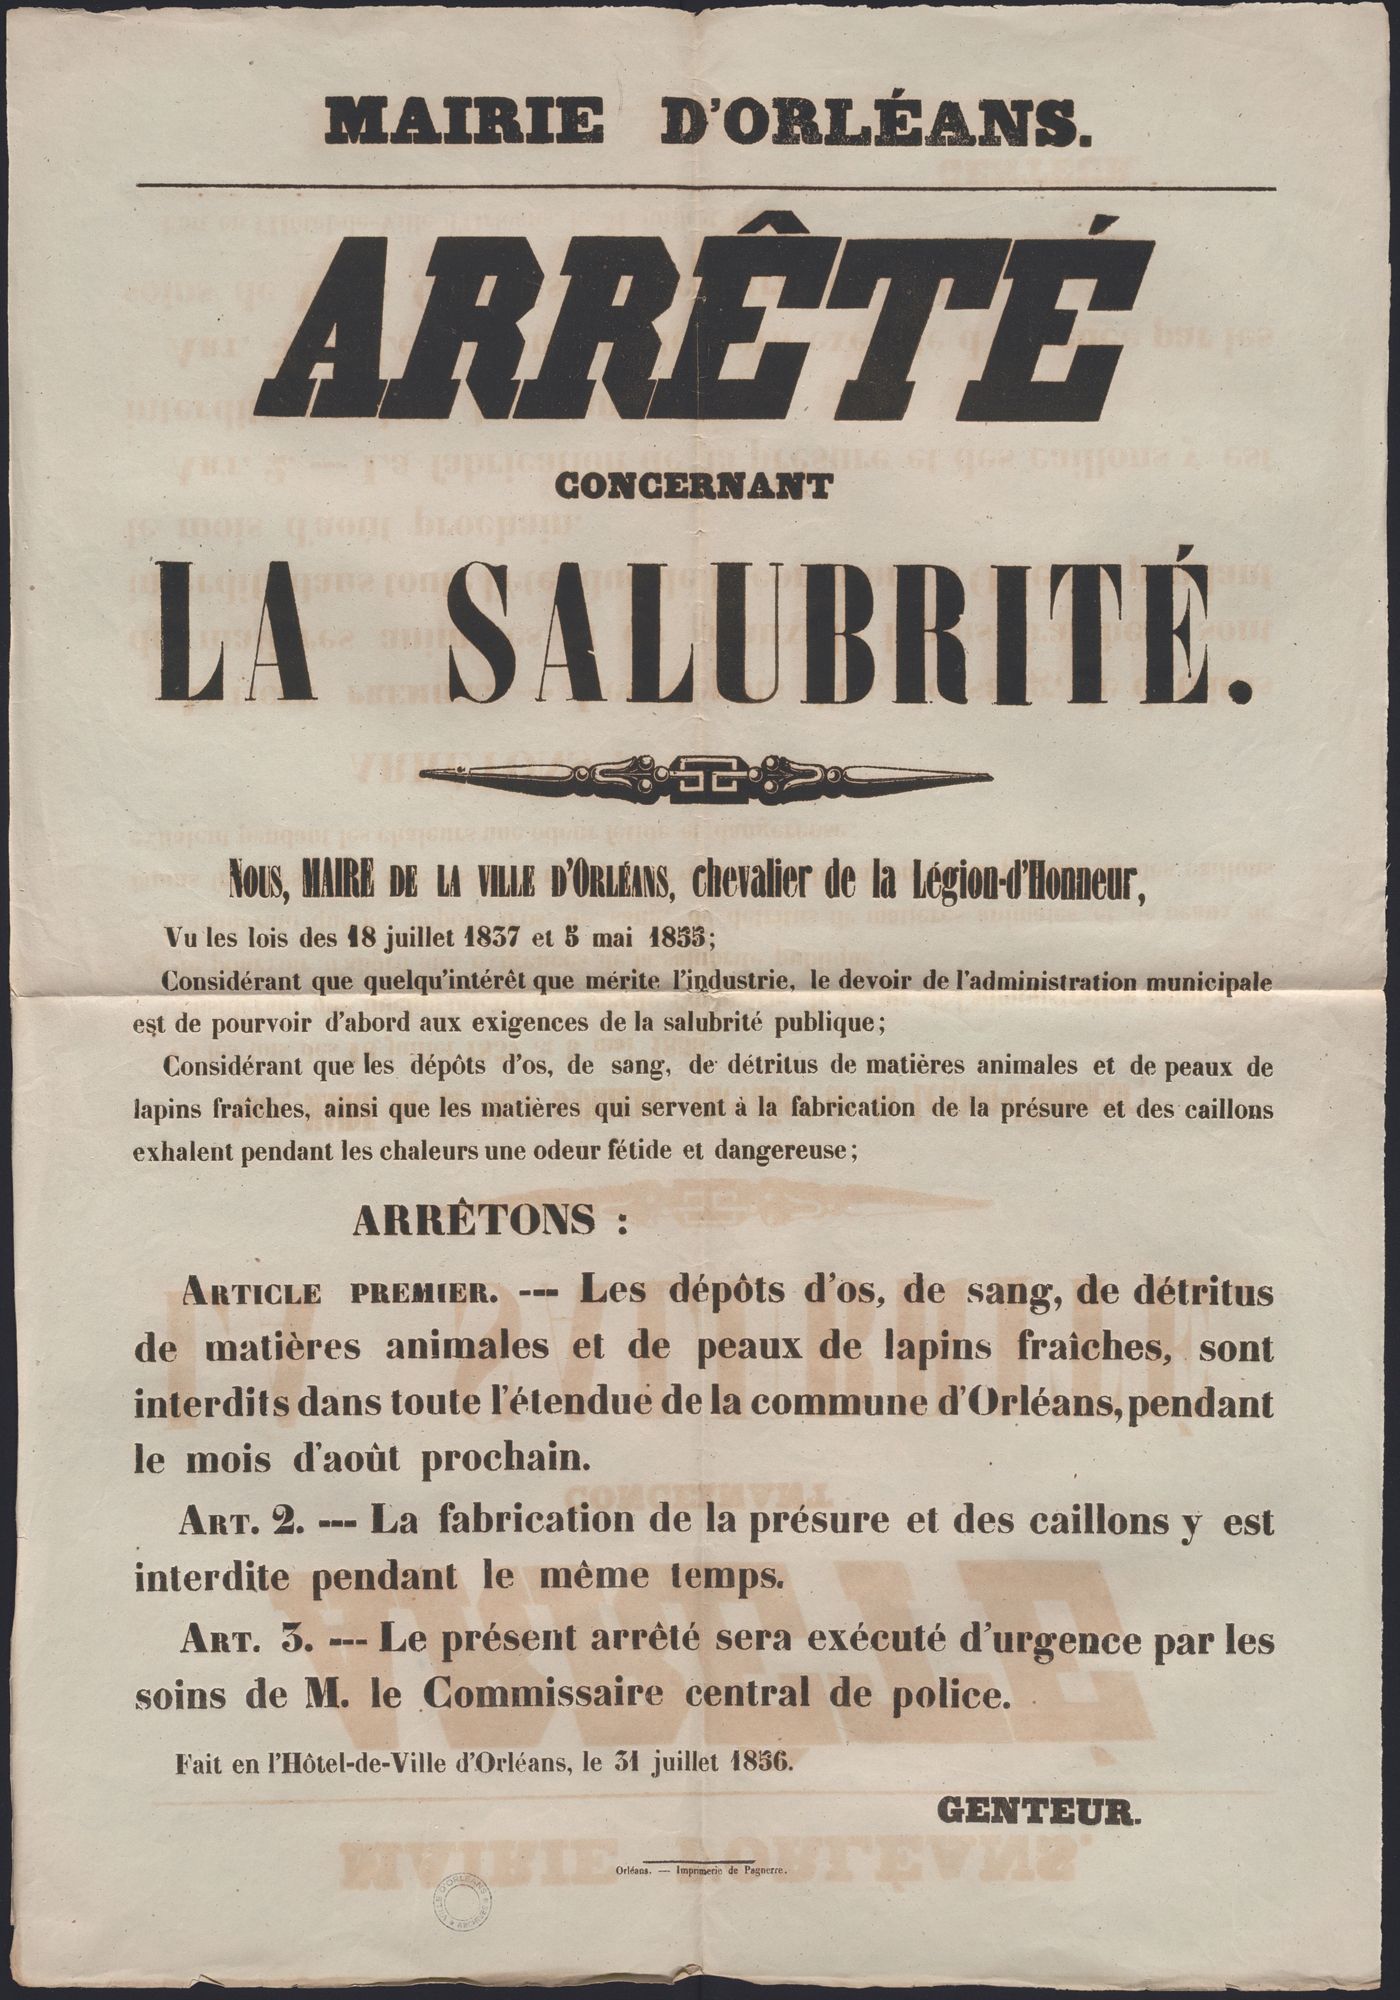 MAIRIE D'ORLÉANS.
ARRÊTÉ
CONCERNANT
LA SALUBRITÉ.
Nous, MAIRE DE LA VILLE D'ORLÉANS, chevalier de la Légion-d'Honneur,
Vu les lois des 18 juillet 1837 et 5 mai 1855;
Considérant que quelqu'intérêt que mérite l'industrie, le devoir de l'administration municipale
est de pourvoir d'abord aux exigences de la salubrité publique;
Considérant que les dépôts d'os, de sang, de détritus de matières animales et de peaux de
lapins fraîches, ainsi que les matières qui servent à la fabrication de la présure et des caillons
exhalent pendant les chaleurs une odeur fétide et dangereuse;
ARRÊTONS :
ARTICLE PREMIER. --- Les dépôts d'os, de sang, de détritus
de matières animales et de peaux de lapins fraîches, sont
interdits dans toute l'étendue de la commune d'Orléans, pendant
le mois d'août prochain.
ART. 2. --- La fabrication de la présure et des caillons y est
interdite pendant le même temps.
ART. 3. --- Le présent arrêté sera exécuté d'urgence par les
soins de M. le Commissaire central de police.
Fait en l'Hôtel-de-Ville d'Orléans, le 31 juillet 1856.
GENTEUR.
Orléans. — Imprimerie de Pagnerre.
VILLE D'ORLÉANS * ARCHIVES *